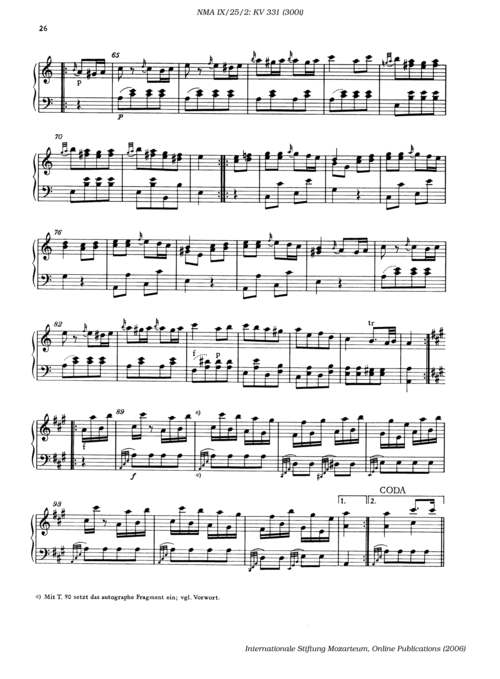 NMA IX/25/2: KV 331 (300i)
26
65
p
p
70
76
82
tr
f p
89
*)
f
f
*)
93
CODA
1. 2.
*) Mit T. 90 setzt das autographe Fragment ein; vgl. Vorwort.
Internationale Stiftung Mozarteum, Online Publications (2006)